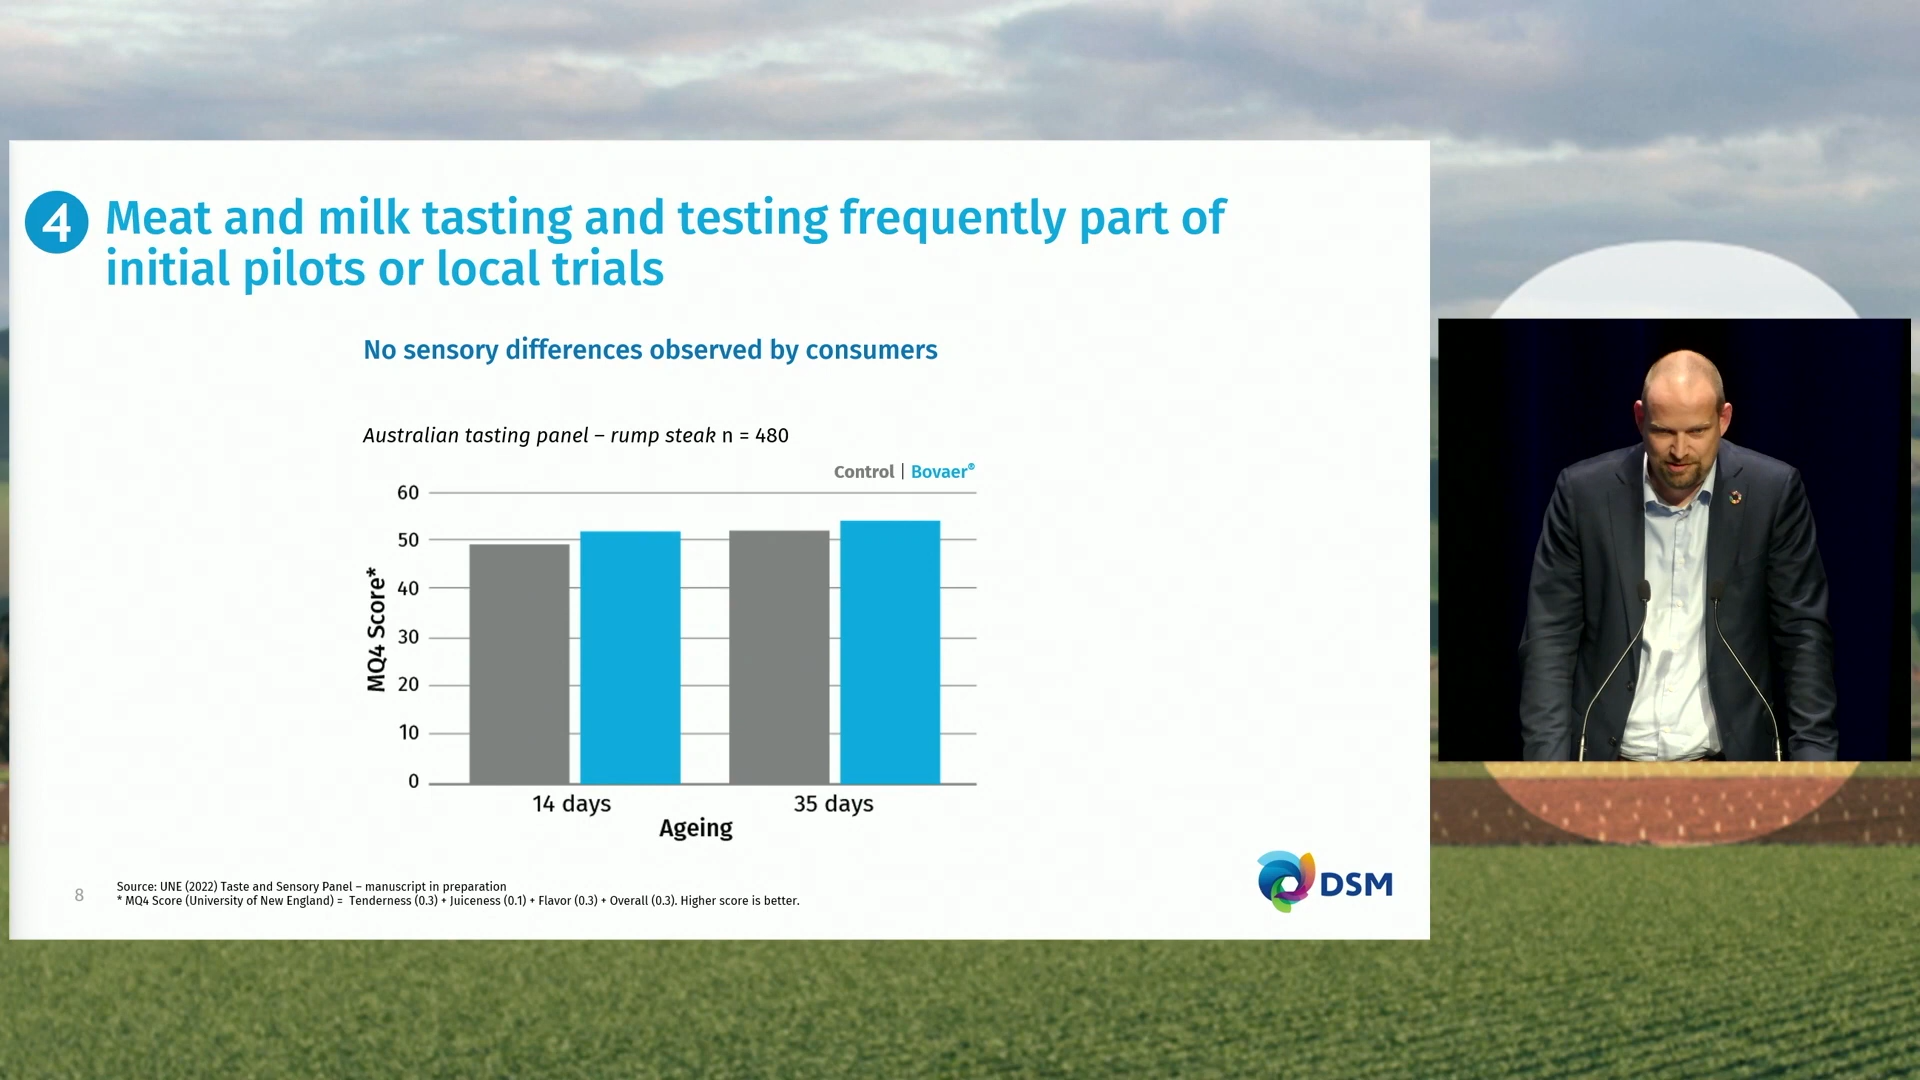 4 Meat and milk tasting and testing frequently part of
initial pilots or local trials
No sensory differences observed by consumers
Australian tasting panel – rump steak n = 480
Control | Bovaer®
60
50
40
30
20
10
0
MQ4 Score*
14 days
35 days
Ageing
8
Source: UNE (2022) Taste and Sensory Panel – manuscript in preparation
* MQ4 Score (University of New England) = Tenderness (0.3) + Juiceness (0.1) + Flavor (0.3) + Overall (0.3). Higher score is better.
DSM